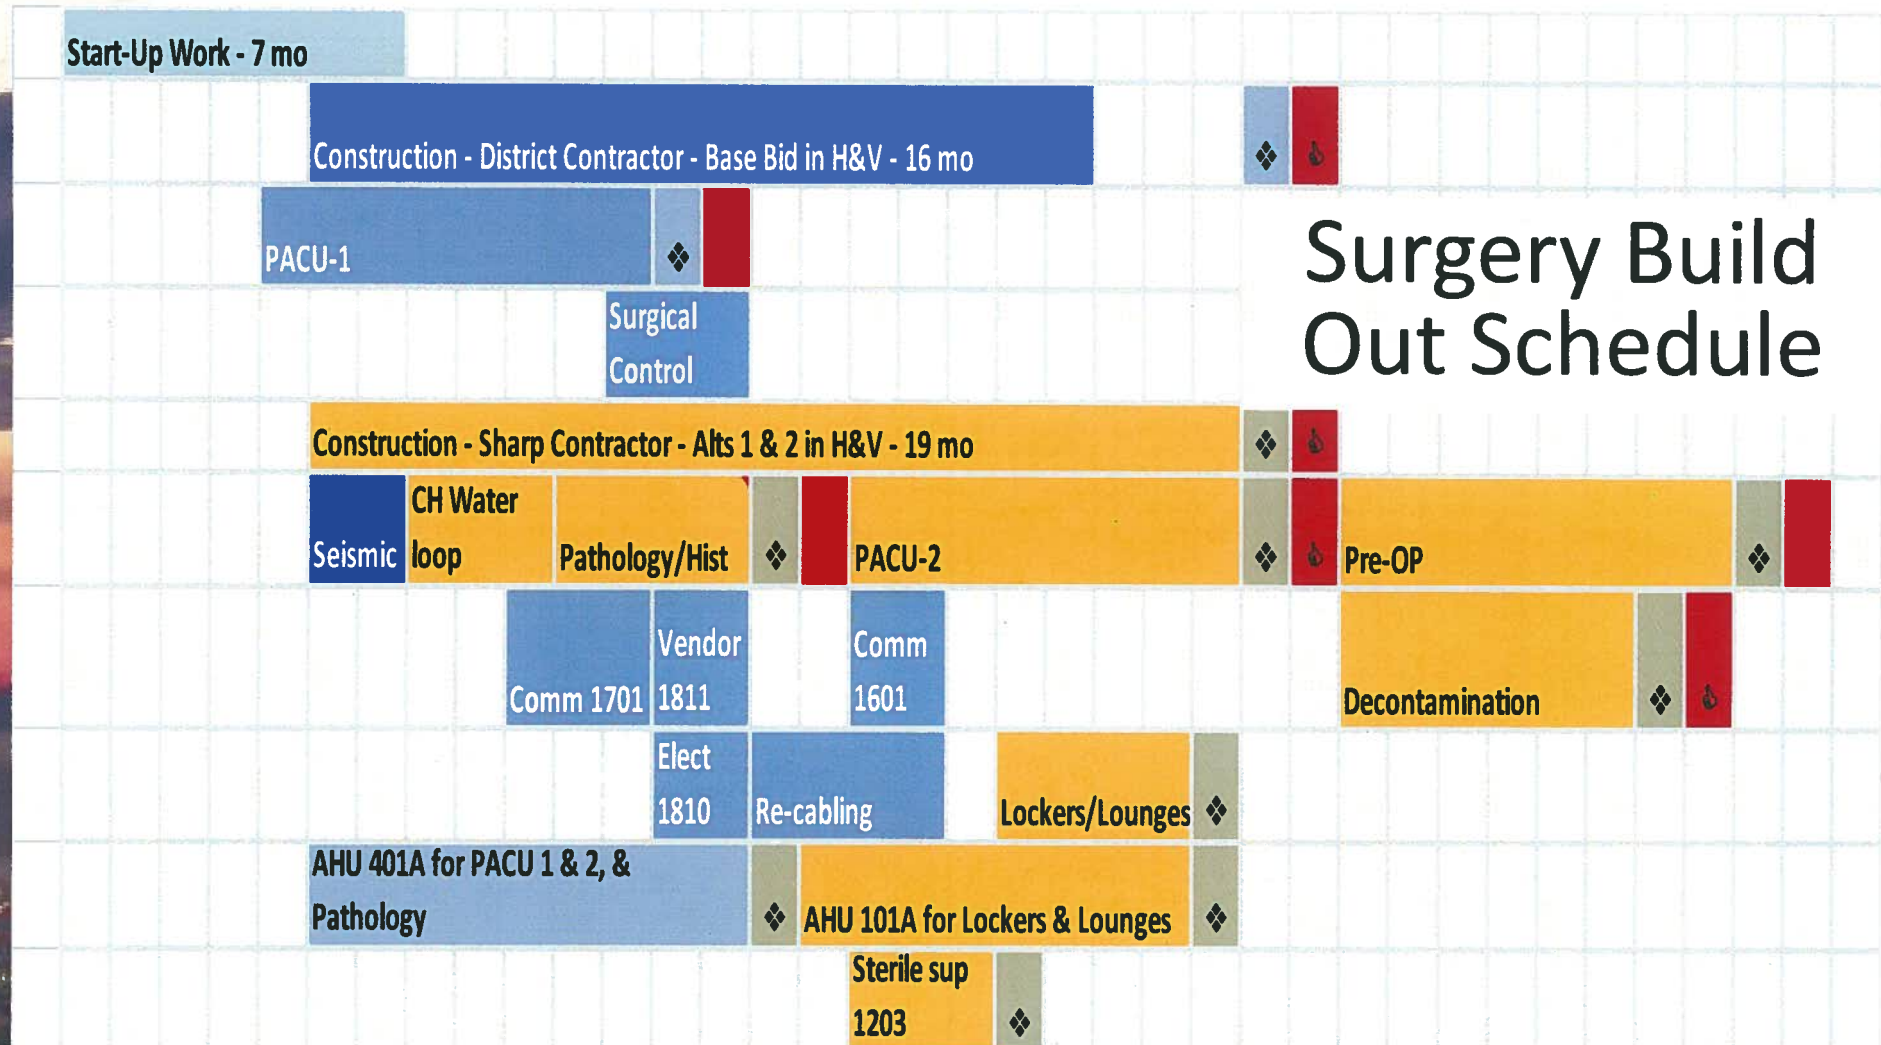 Start-Up Work - 7 mo
Construction - District Contractor - Base Bid in H&V - 16 mo
PACU-1
Surgery Build
Out Schedule
Surgical
Control
Construction - Sharp Contractor - Alts 1 & 2 in H&V - 19 mo
Seismic
CH Water
loop
Pathology/Hist
PACU-2
Pre-OP
Comm 1701
Vendor
1811
Comm
1601
Decontamination
Elect
1810
Re-cabling
Lockers/Lounges
AHU 401A for PACU 1 & 2, &
Pathology
AHU 101A for Lockers & Lounges
Sterile sup
1203